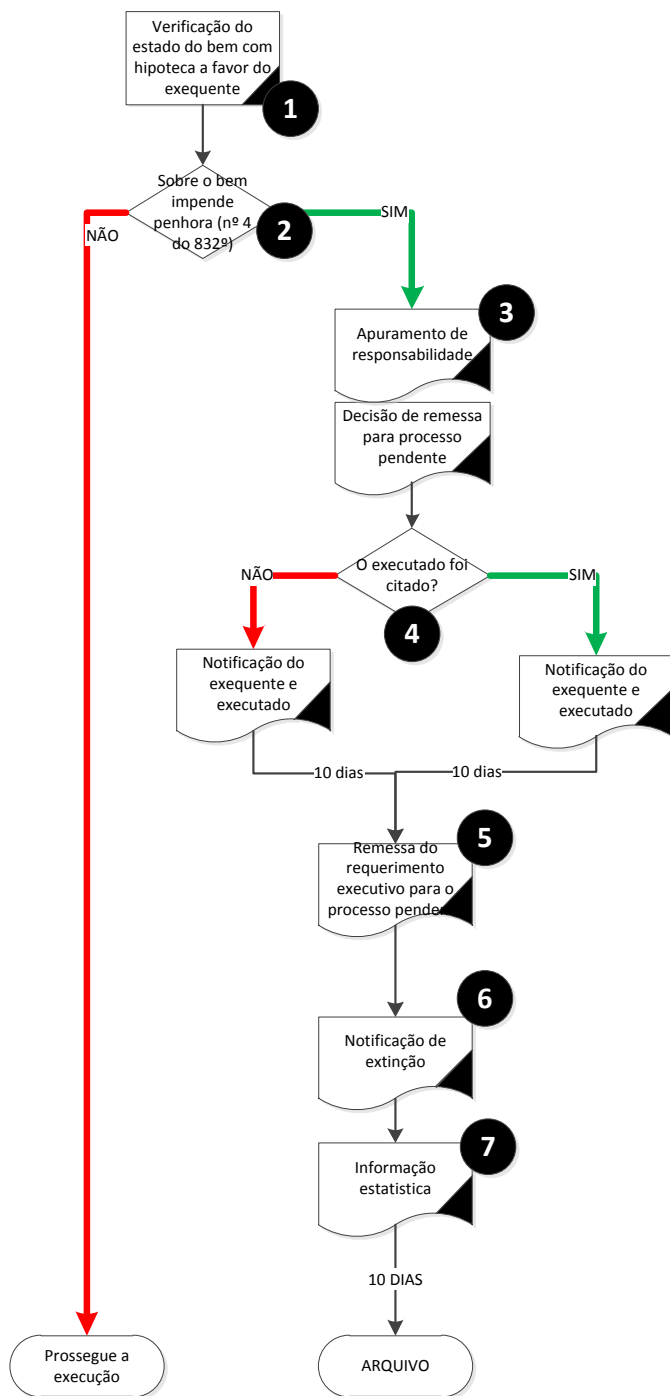 Verificação do
estado do bem com
hipoteca a favor do
exequente
1
Sobre o bem
impende
penhora (nº 4
do 832º)
2
NÃO
SIM
3
Apuramento de
responsabilidade
Decisão de remessa
para processo
pendente
O executado foi
citado?
NÃO
SIM
4
Notificação do
exequente e
executado
Notificação do
exequente e
executado
10 dias
10 dias
5
Remessa do
requerimento
executivo para o
processo penden
6
Notificação de
extinção
7
Informação
estatistica
10 DIAS
Prossegue a
execução
ARQUIVO